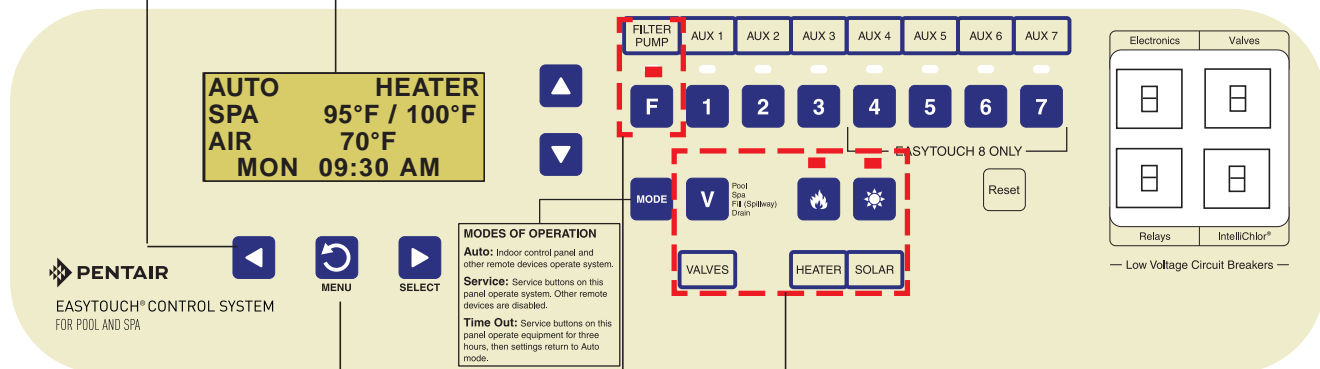 FILTER
PUMP
AUX 1
AUX 2
AUX 3
AUX 4
AUX 5
AUX 6
AUX 7
Electronics
Valves
AUTO HEATER
SPA 95°F / 100°F
AIR 70°F
MON 09:30 AM
F
1
2
3
4
5
6
7
EASYTOUCH 8 ONLY
MODE
V
Pool
Spa
Fill (Spillway)
Drain
Reset
MODES OF OPERATION
Auto: Indoor control panel and
other remote devices operate system.
Service: Service buttons on this
panel operate system. Other remote
devices are disabled.
Time Out: Service buttons on this
panel operate equipment for three
hours, then settings return to Auto
mode.
VALVES
HEATER
SOLAR
Relays
IntelliChlor®
Low Voltage Circuit Breakers
PENTAIR
MENU
SELECT
EASYTOUCH® CONTROL SYSTEM
FOR POOL AND SPA